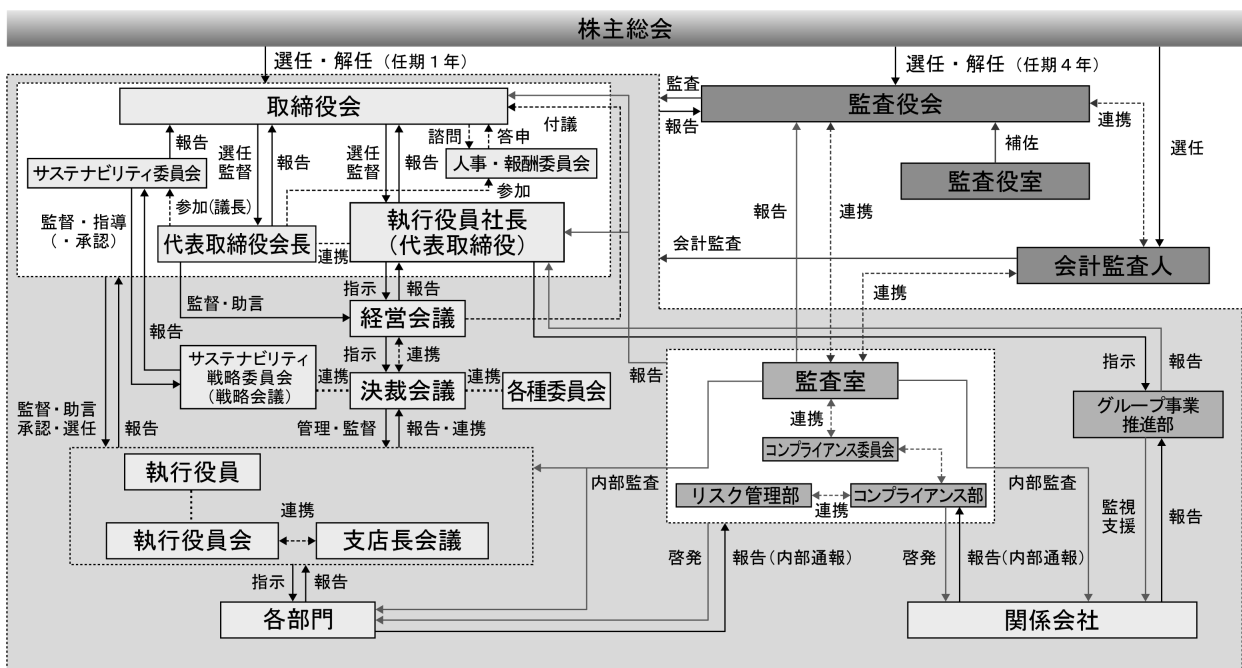 株主総会
選任・解任（任期１年）
選任・解任（任期４年）
取締役会
監査
報告
監査役会
連携
選任
付議
諮問
答申
報告
選任
監督
報告
選任
監督
報告
サステナビリティ委員会
人事・報酬委員会
補佐
監査役室
参加(議長)
参加
監督・指導
（・承認）
代表取締役会長
連携
執行役員社長
（代表取締役）
報告
連携
会計監査
会計監査人
連携
指示
報告
監督・助言
経営会議
報告
指示
連携
サステナビリティ
戦略委員会
（戦略会議）
連携
決裁会議
連携
各種委員会
報告
監査室
指示
報告
グループ事業
推進部
監督・助言
承認・選任
報告
管理・監督
報告・連携
連携
コンプライアンス委員会
執行役員
内部監査
リスク管理部
連携
コンプライアンス部
内部監査
監視
支援
報告
執行役員会
連携
支店長会議
指示
報告
啓発
報告(内部通報)
啓発
報告(内部通報)
各部門
関係会社